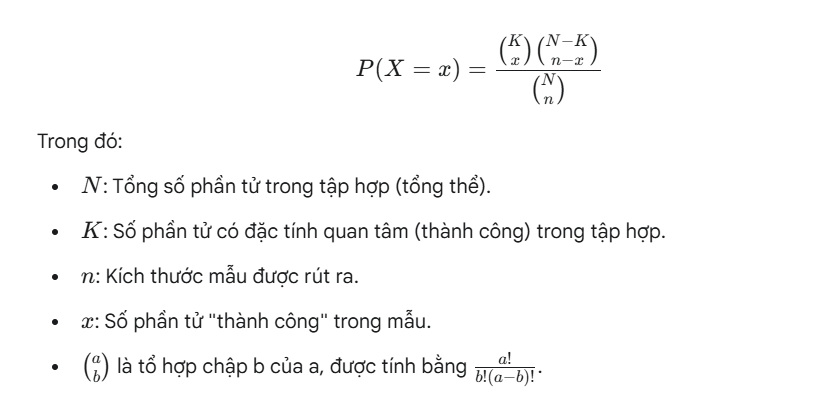 P(X = x) = \frac{\binom{K}{x}\binom{N-K}{n-x}}{\binom{N}{n}}
Trong đó:
• N: Tổng số phần tử trong tập hợp (tổng thể).
• K: Số phần tử có đặc tính quan tâm (thành công) trong tập hợp.
• n: Kích thước mẫu được rút ra.
• x: Số phần tử "thành công" trong mẫu.
• \binom{a}{b} là tổ hợp chập b của a, được tính bằng \frac{a!}{b!(a-b)!}.